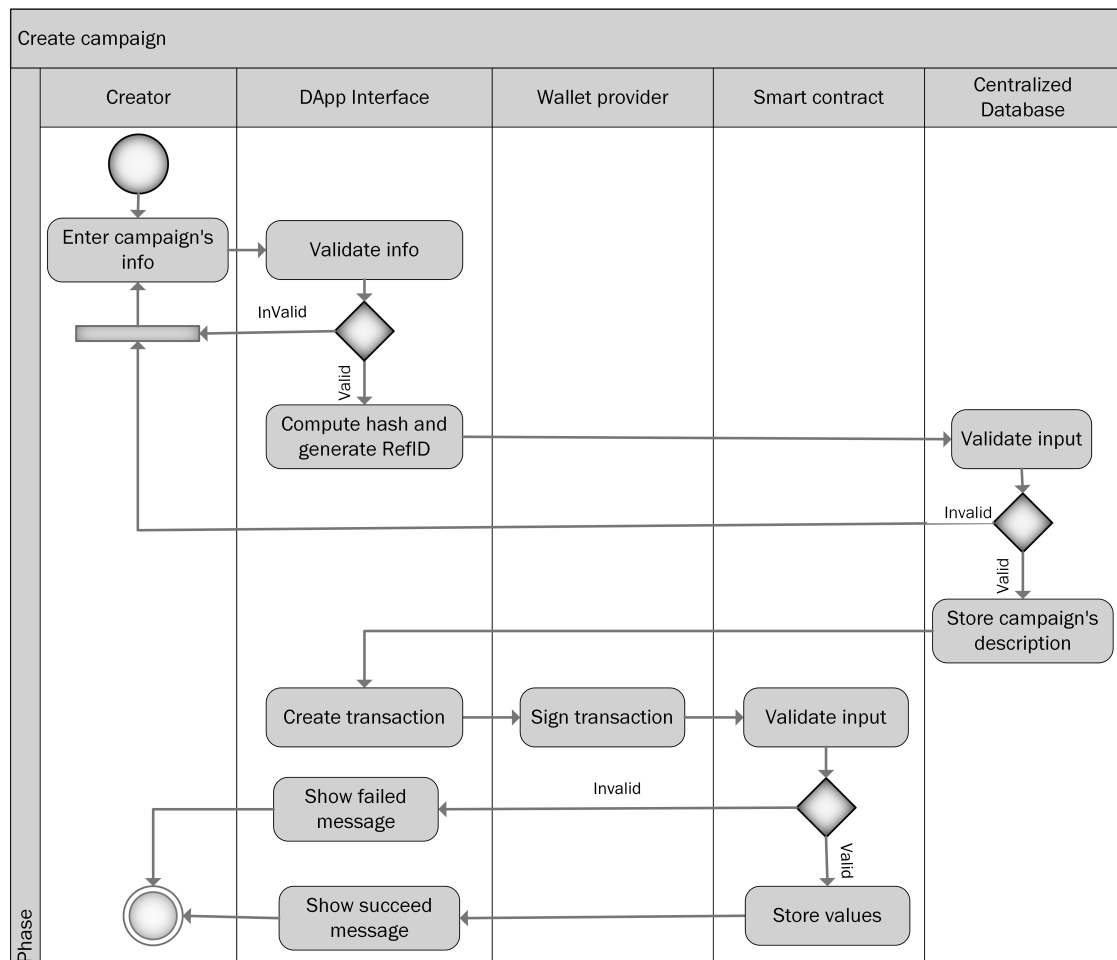 Create campaign
Creator
DApp Interface
Wallet provider
Smart contract
Centralized
Database
Enter campaign's
info
Validate info
InValid
Valid
Compute hash and
generate RefID
Validate input
Invalid
Valid
Store campaign's
description
Create transaction
Sign transaction
Validate input
Show failed
message
Invalid
Valid
Show succeed
message
Store values
Phase